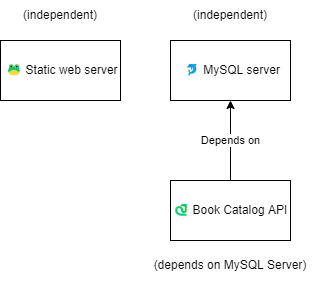 (independent)
(independent)
Static web server
MySQL server
Depends on
Book Catalog API
(depends on MySQL Server)